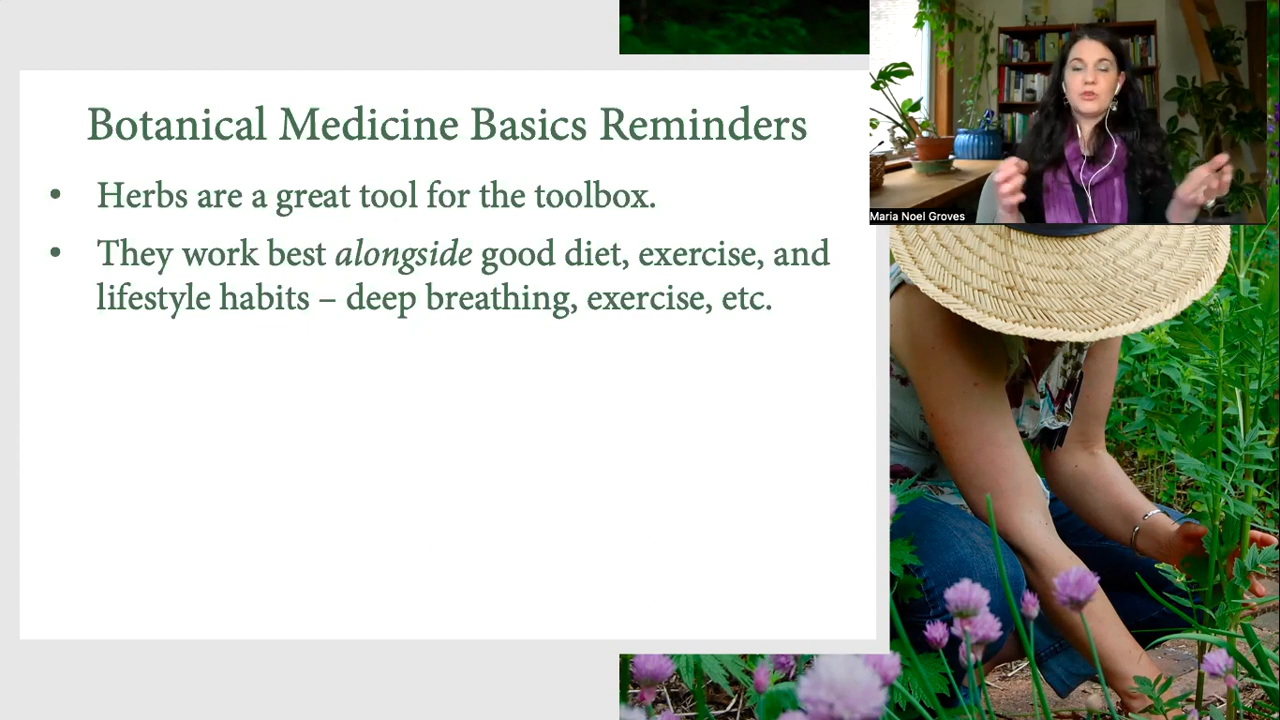 Botanical Medicine Basics Reminders
• Herbs are a great tool for the toolbox.
• They work best alongside good diet, exercise, and
lifestyle habits – deep breathing, exercise, etc.
Maria Noel Groves